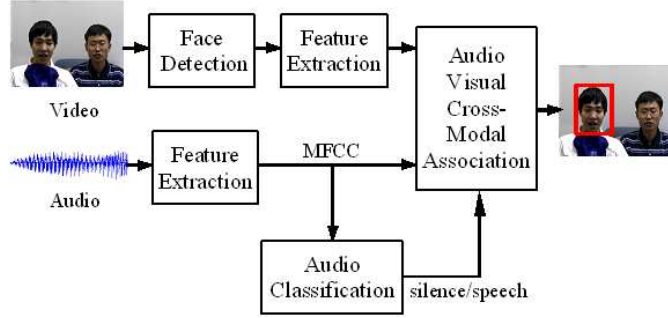 Face
Detection
Feature
Extraction
Audio
Visual
Cross-
Modal
Association
Video
Feature
Extraction
MFCC
Audio
Audio
Classification
silence/speech